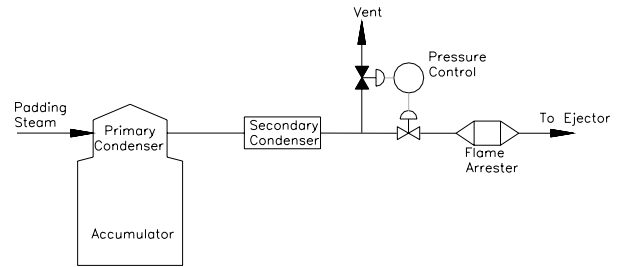 Vent
Pressure
Control
Padding
Steam
Primary
Condenser
Secondary
Condenser
To Ejector
Flame
Arrester
Accumulator